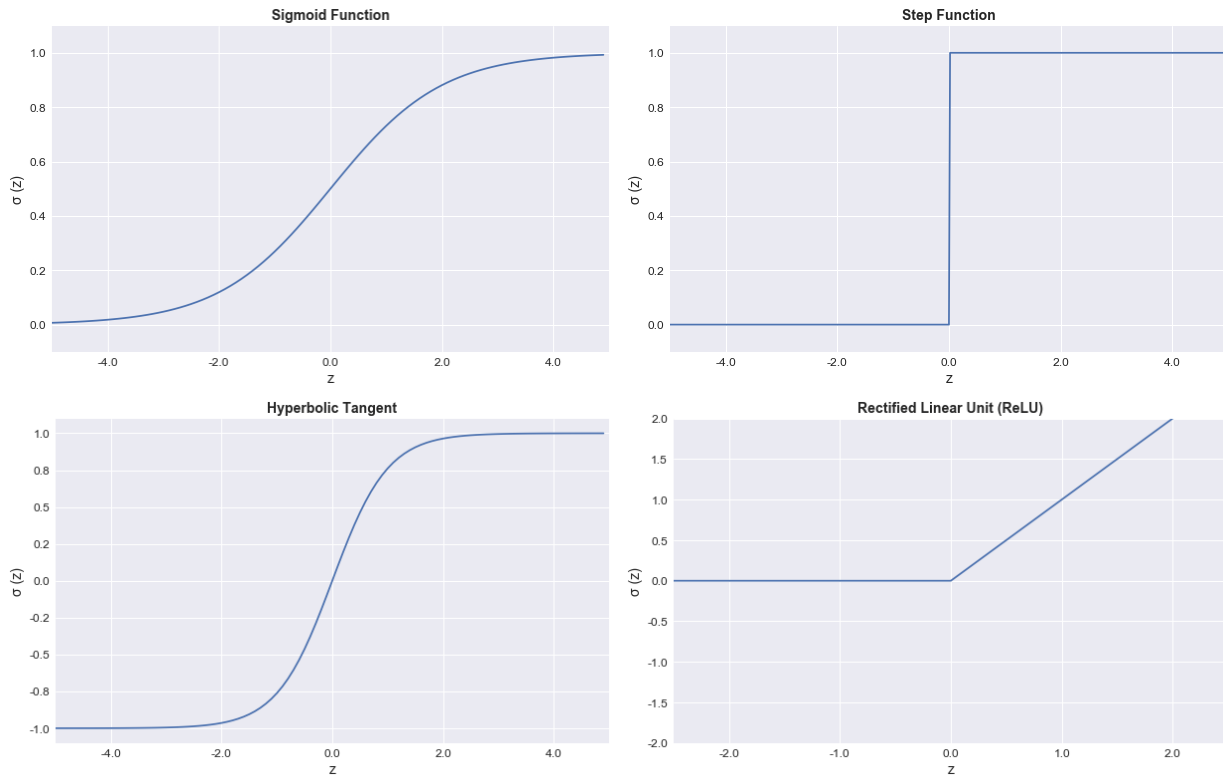 Sigmoid Function
1.0
0.8
0.6
0.4
0.2
0.0
σ (z)
-4.0 -2.0 0.0 2.0 4.0
z
Step Function
1.0
0.8
0.6
0.4
0.2
0.0
σ (z)
-4.0 -2.0 0.0 2.0 4.0
z
Hyperbolic Tangent
1.0
0.8
0.5
0.2
0.0
-0.2
-0.5
-0.8
-1.0
σ (z)
-4.0 -2.0 0.0 2.0 4.0
z
Rectified Linear Unit (ReLU)
2.0
1.5
1.0
0.5
0.0
-0.5
-1.0
-1.5
-2.0
σ (z)
-2.0 -1.0 0.0 1.0 2.0
z